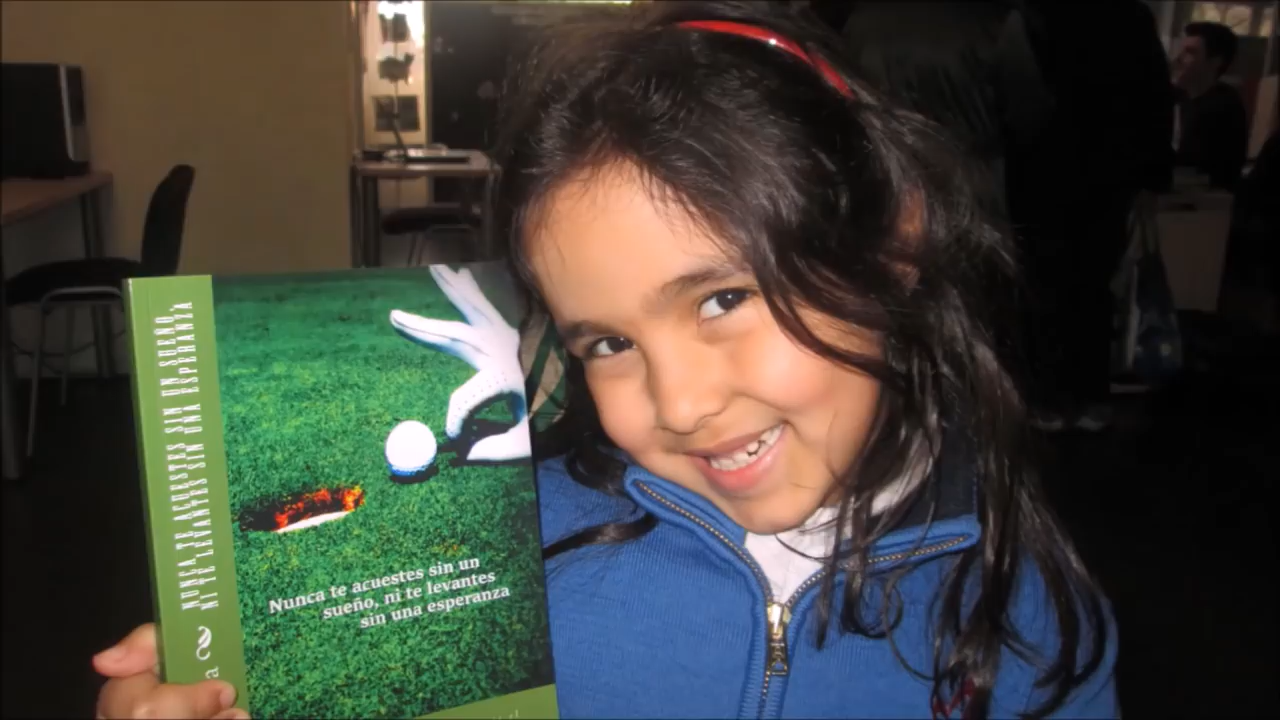 NUNCA TE ACUESTES SIN UN SUEÑO,
NI TE LEVANTES SIN UNA ESPERANZA
Nunca te acuestes sin un
sueño, ni te levantes
sin una esperanza